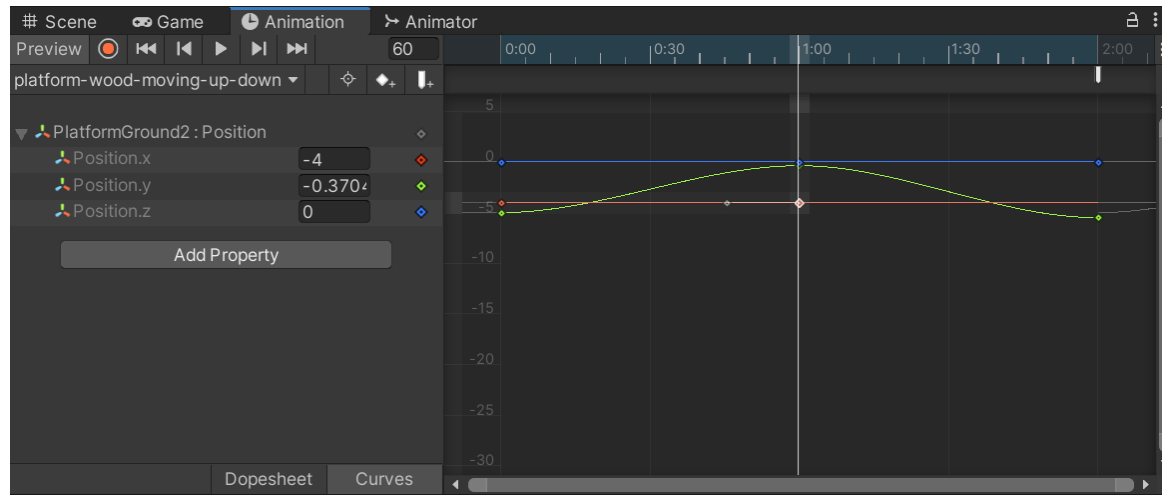 Scene Game Animation Animator
Preview 60 0:00 0:30 1:00 1:30 2:00
platform-wood-moving-up-down
5
PlatformGround2 : Position
Position.x -4 0
Position.y -0.3704
Position.z 0 -5
Add Property
-10
-15
-20
-25
-30
Dopesheet Curves